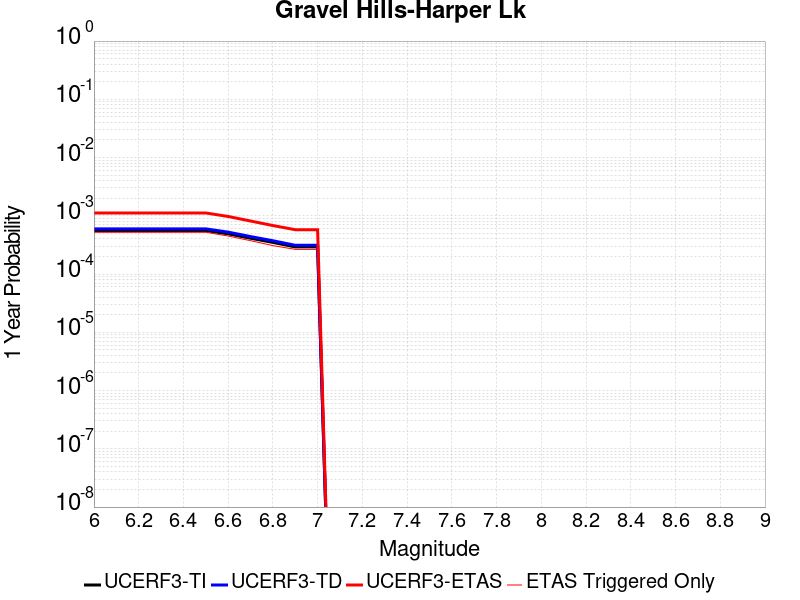 Gravel Hills-Harper Lk
10^0
10^-1
10^-2
10^-3
10^-4
10^-5
10^-6
10^-7
10^-8
1 Year Probability
6 6.2 6.4 6.6 6.8 7 7.2 7.4 7.6 7.8 8 8.2 8.4 8.6 8.8 9
Magnitude
UCERF3-TI UCERF3-TD UCERF3-ETAS ETAS Triggered Only